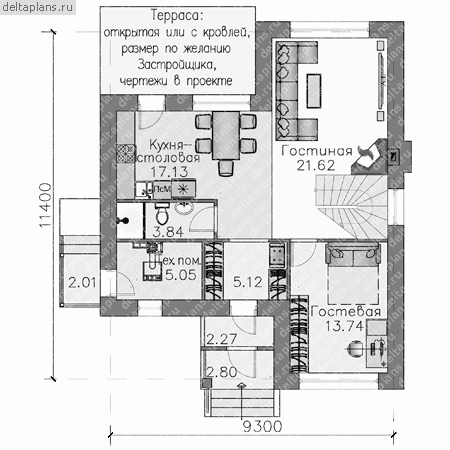 deltaplans.ru
Терраса:
открытая или с кровлей,
размер по желанию
Застройщика,
чертежи в проекте
Кухня-
столовая
17.13
Гостиная
21.62
ПсМ
3.84
ех.пом.
5.05
2.01
5.12
Гостевая
13.74
2.27
2.80
11400
9300